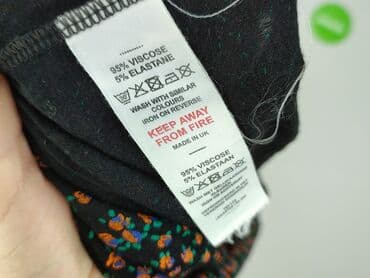 95% VISCOSE
5% ELASTANE
WASH WITH SIMILAR
COLOURS
IRON ON REVERSE
KEEP AWAY
FROM FIRE
MADE IN UK
95% VISCOSE
5% ELASTAAN